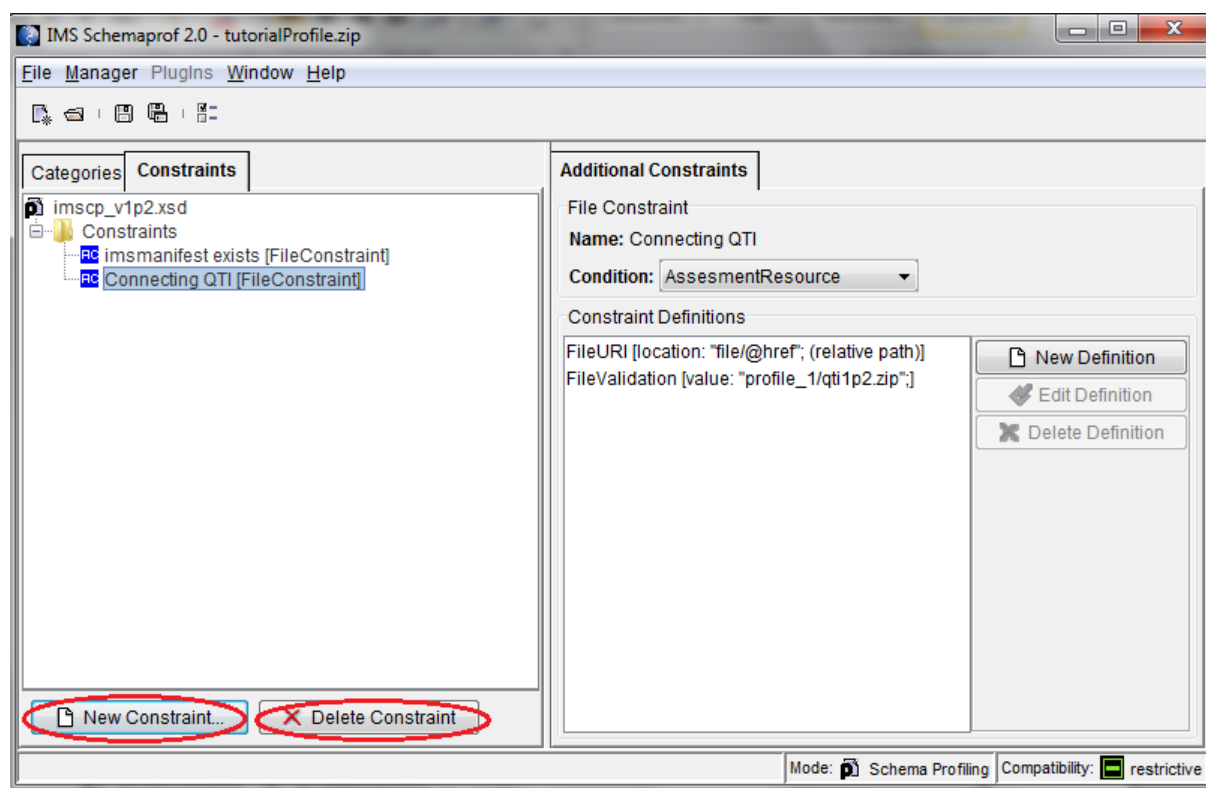 IMS Schemaprof 2.0 - tutorialProfile.zip
File Manager PlugIns Window Help
Categories Constraints
imscp_v1p2.xsd
Constraints
RC imsmanifest exists [FileConstraint]
RC Connecting QTI [FileConstraint]
New Constraint...
Delete Constraint
Additional Constraints
File Constraint
Name: Connecting QTI
Condition: AssesmentResource
Constraint Definitions
FileURI [location: "file/@href"; (relative path)]
FileValidation [value: "profile_1/qti1p2.zip";]
New Definition
Edit Definition
Delete Definition
Mode: Schema Profiling Compatibility: restrictive